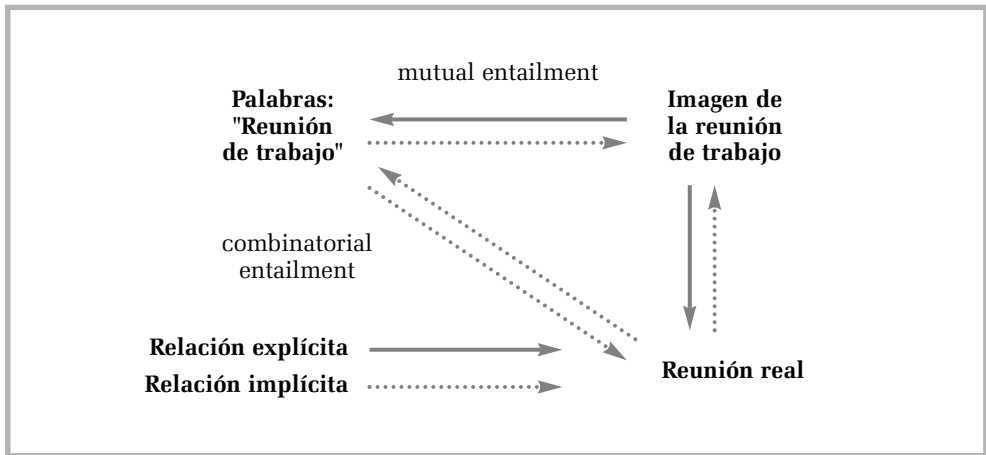 mutual entailment
Palabras:
"Reunión
de trabajo"
Imagen de
la reunión
de trabajo
combinatorial
entailment
Relación explícita
Relación implícita
Reunión real